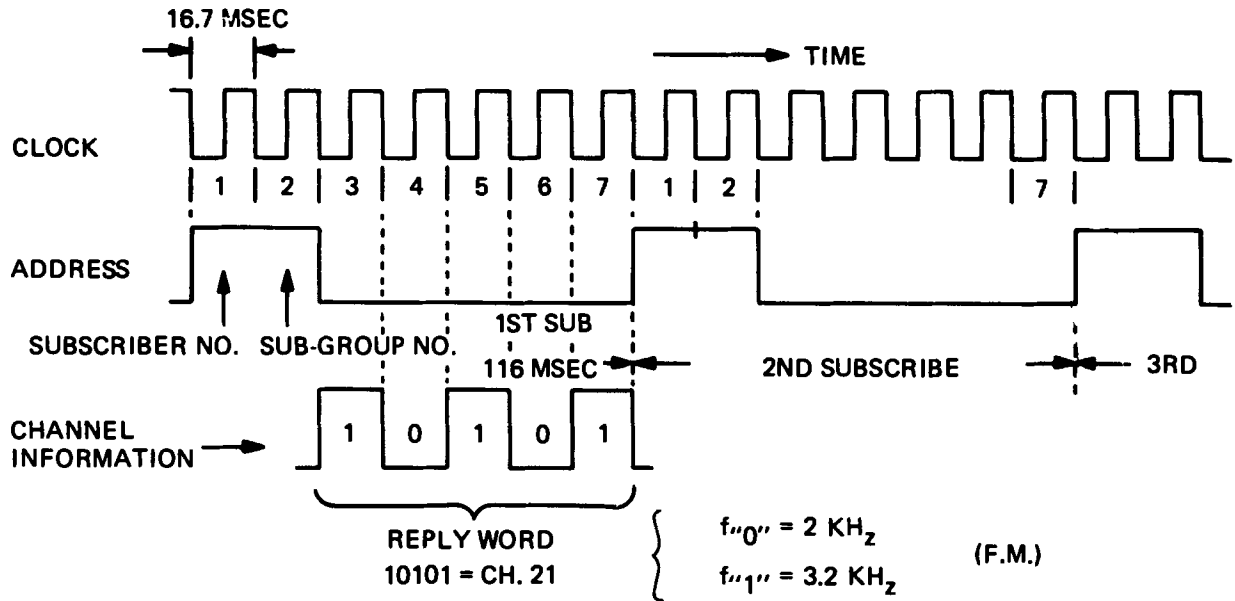 16.7 MSEC
TIME
CLOCK
1 2 3 4 5 6 7 1 2 7
ADDRESS
1ST SUB
SUBSCRIBER NO. SUB-GROUP NO.
116 MSEC 2ND SUBSCRIBE 3RD
CHANNEL
INFORMATION
1 0 1 0 1
REPLY WORD
10101 = CH. 21
f"0" = 2 KHz
f"1" = 3.2 KHz
(F.M.)